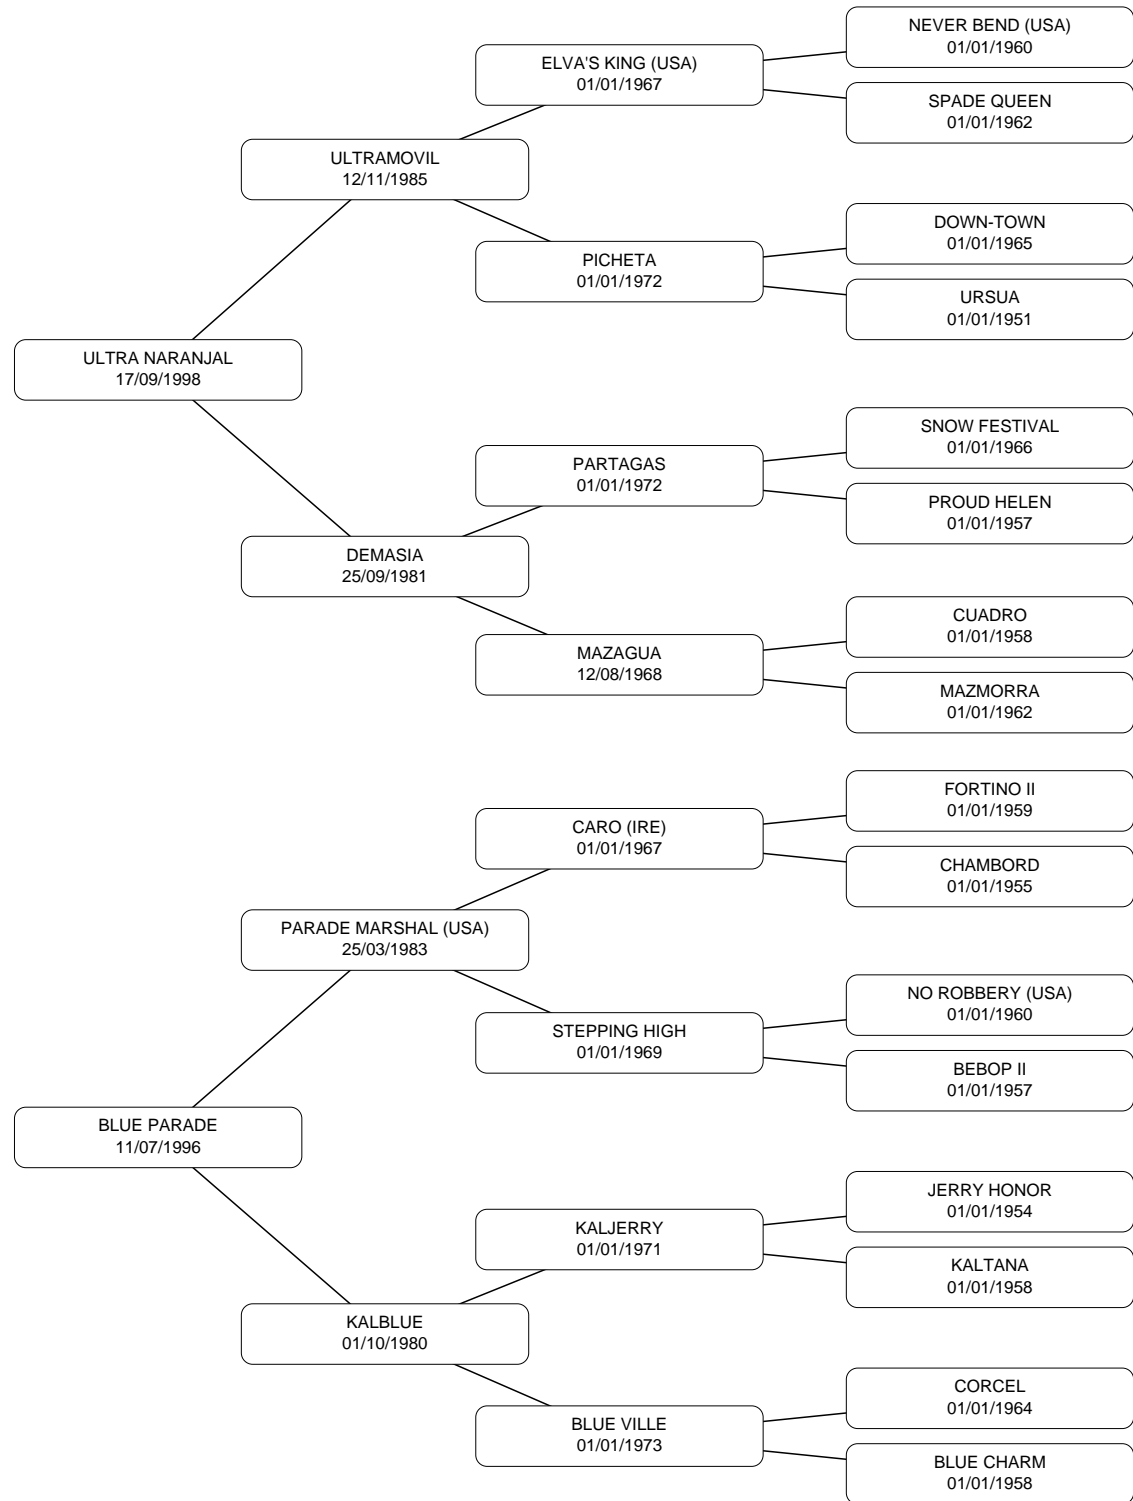 NEVER BEND (USA)
01/01/1960
ELVA'S KING (USA)
01/01/1967
SPADE QUEEN
01/01/1962
ULTRAMOVIL
12/11/1985
DOWN-TOWN
01/01/1965
PICHETA
01/01/1972
URSUA
01/01/1951
ULTRA NARANJAL
17/09/1998
SNOW FESTIVAL
01/01/1966
PARTAGAS
01/01/1972
PROUD HELEN
01/01/1957
DEMASIA
25/09/1981
CUADRO
01/01/1958
MAZAGUA
12/08/1968
MAZMORRA
01/01/1962
FORTINO II
01/01/1959
CARO (IRE)
01/01/1967
CHAMBORD
01/01/1955
PARADE MARSHAL (USA)
25/03/1983
NO ROBBERY (USA)
01/01/1960
STEPPING HIGH
01/01/1969
BEBOP II
01/01/1957
BLUE PARADE
11/07/1996
JERRY HONOR
01/01/1954
KALJERRY
01/01/1971
KALTANA
01/01/1958
KALBLUE
01/10/1980
CORCEL
01/01/1964
BLUE VILLE
01/01/1973
BLUE CHARM
01/01/1958